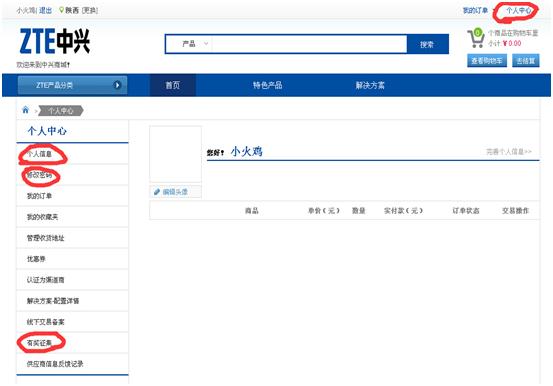 小火鸡| 退出 陕西 [更换] 我的订单 个人中心
ZTE中兴
欢迎来到中兴商城!
产品 搜索
0 个商品在购物车里
小计:￥0.00
查看购物车 去结算
ZTE产品分类 首页 特色产品 解决方案
个人中心
个人中心
个人信息
修改密码
我的订单
我的收藏夹
管理收货地址
优惠券
认证为渠道商
解决方案-配置详情
线下交易备案
有奖征集
供应商信息反馈记录
您好! 小火鸡 完善个人信息>>
编辑头像
商品 单价(元) 数量 实付款(元) 订单状态 交易操作